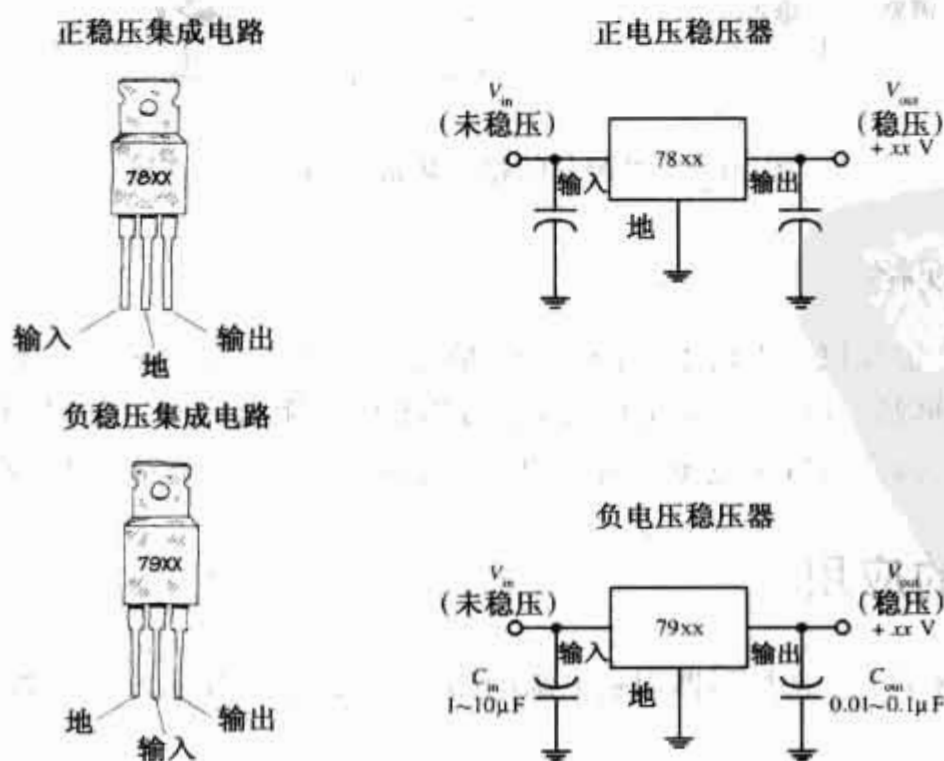 正稳压集成电路
78XX
输入
地
输出
正电压稳压器
V_in
(未稳压)
V_out
(稳压)
+ xx V
78xx
输入
输出
地
负稳压集成电路
79XX
地
输入
输出
负电压稳压器
V_in
(未稳压)
V_out
(稳压)
+ xx V
79xx
输入
输出
地
C_in
1~10μF
C_out
0.01~0.1μF